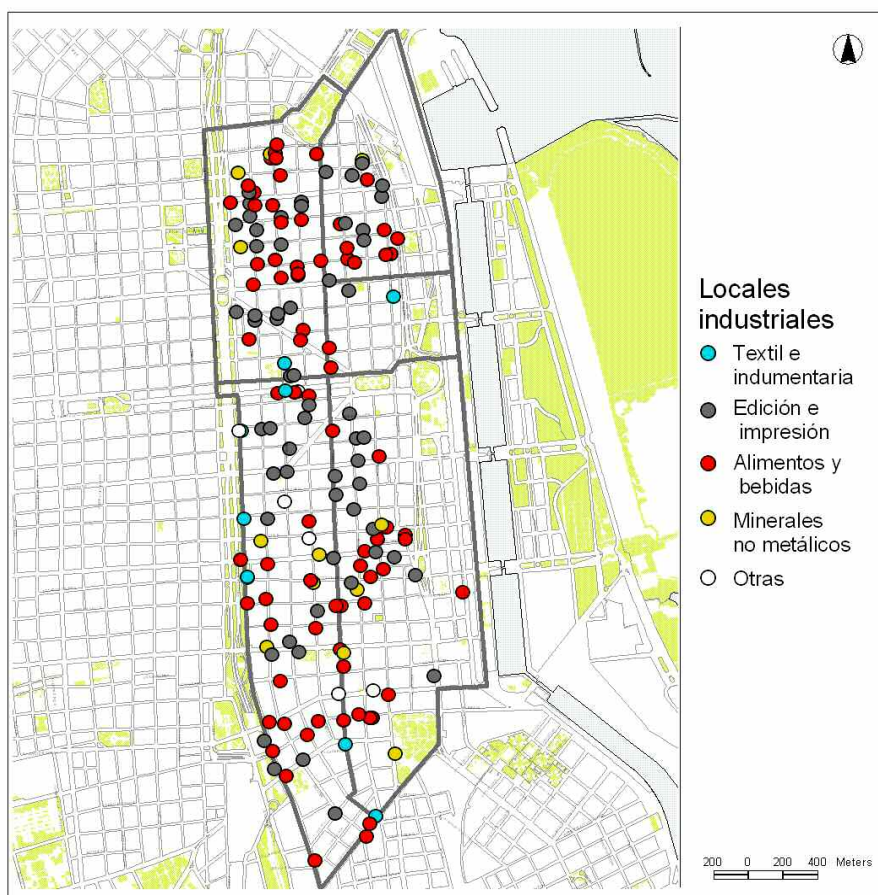 Locales
industriales
Textil e
indumentaria
Edición e
impresión
Alimentos y
bebidas
Minerales
no metálicos
Otras
200 0 200 400 Meters